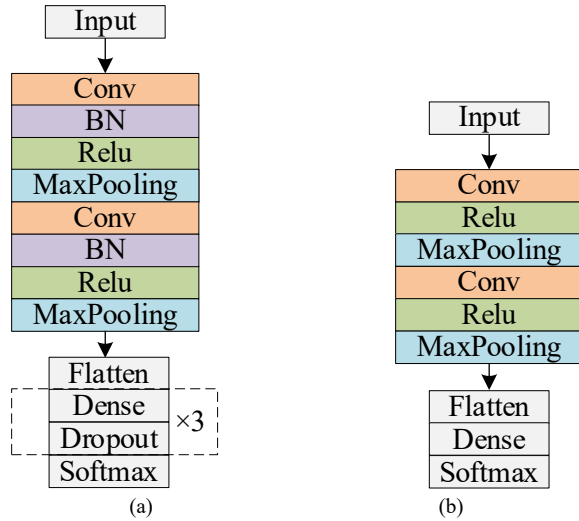 Input
Conv
BN
Relu
MaxPooling
Conv
BN
Relu
MaxPooling
Flatten
Dense
Dropout
×3
Softmax
(a)
Input
Conv
Relu
MaxPooling
Conv
Relu
MaxPooling
Flatten
Dense
Softmax
(b)